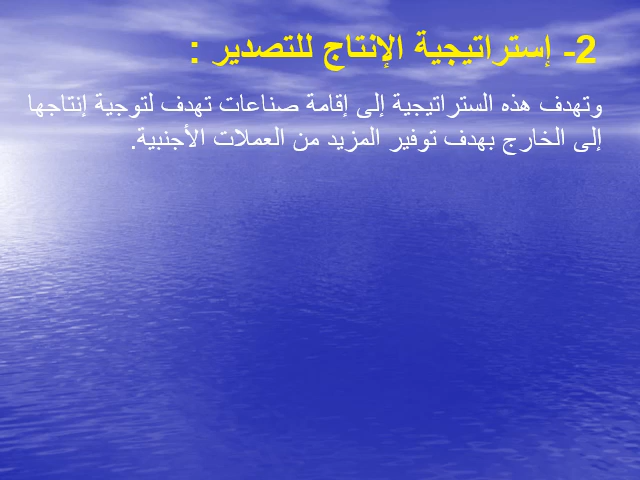 2- إستراتيجية الإنتاج للتصدير :
وتهدف هذه الستراتيجية إلى إقامة صناعات تهدف لتوجية إنتاجها
إلى الخارج بهدف توفير المزيد من العملات الأجنبية.